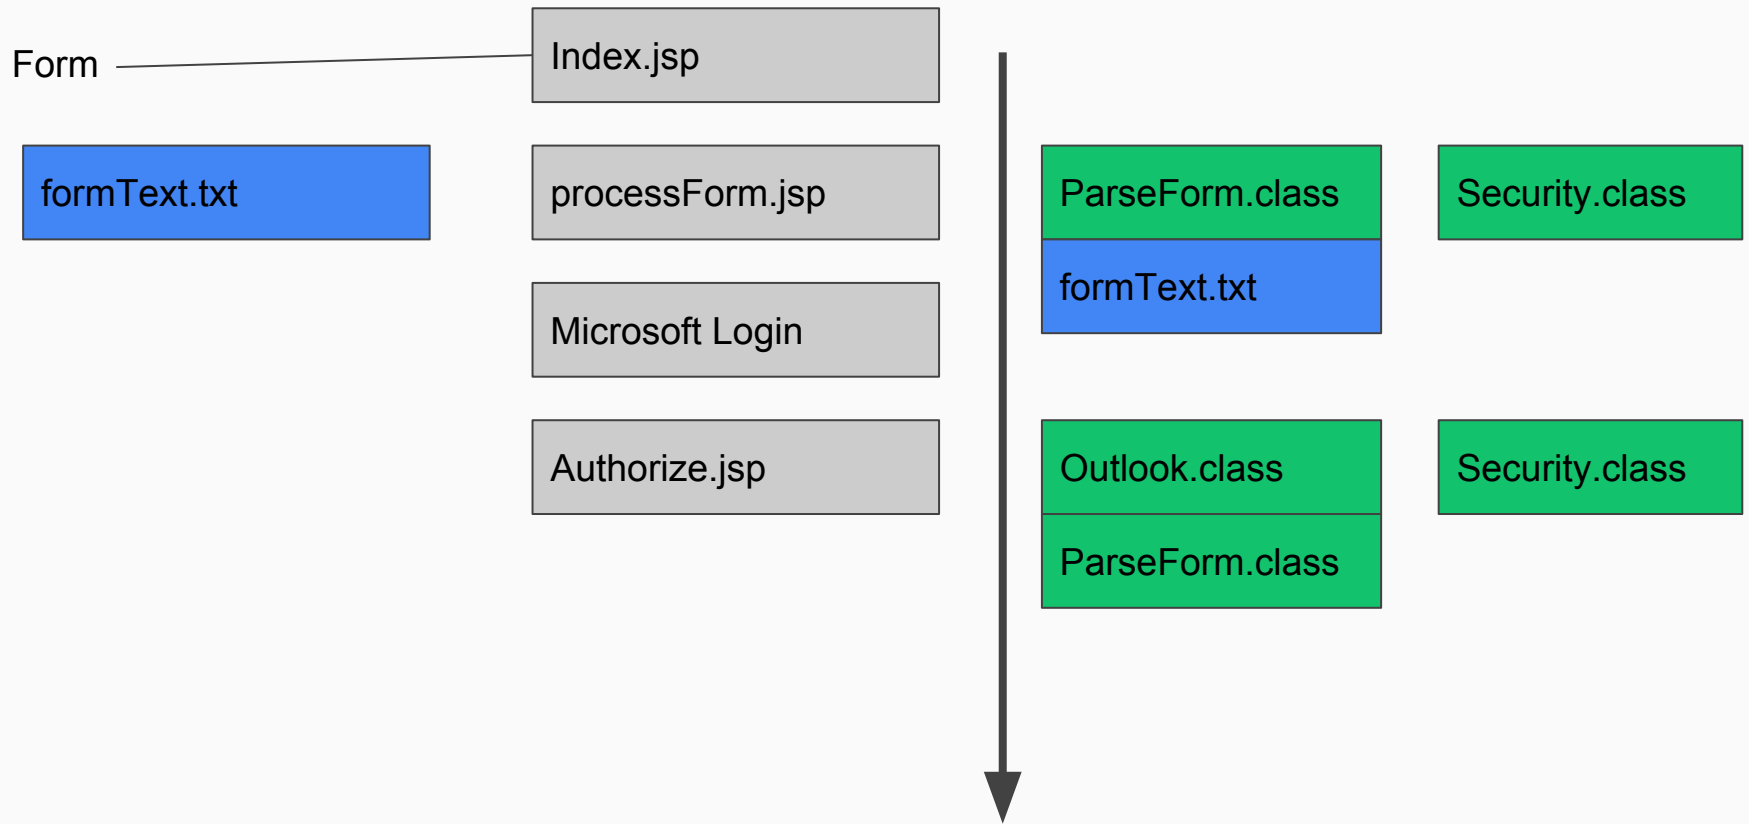 Form
Index.jsp
formText.txt
processForm.jsp
ParseForm.class
Security.class
formText.txt
Microsoft Login
Authorize.jsp
Outlook.class
Security.class
ParseForm.class